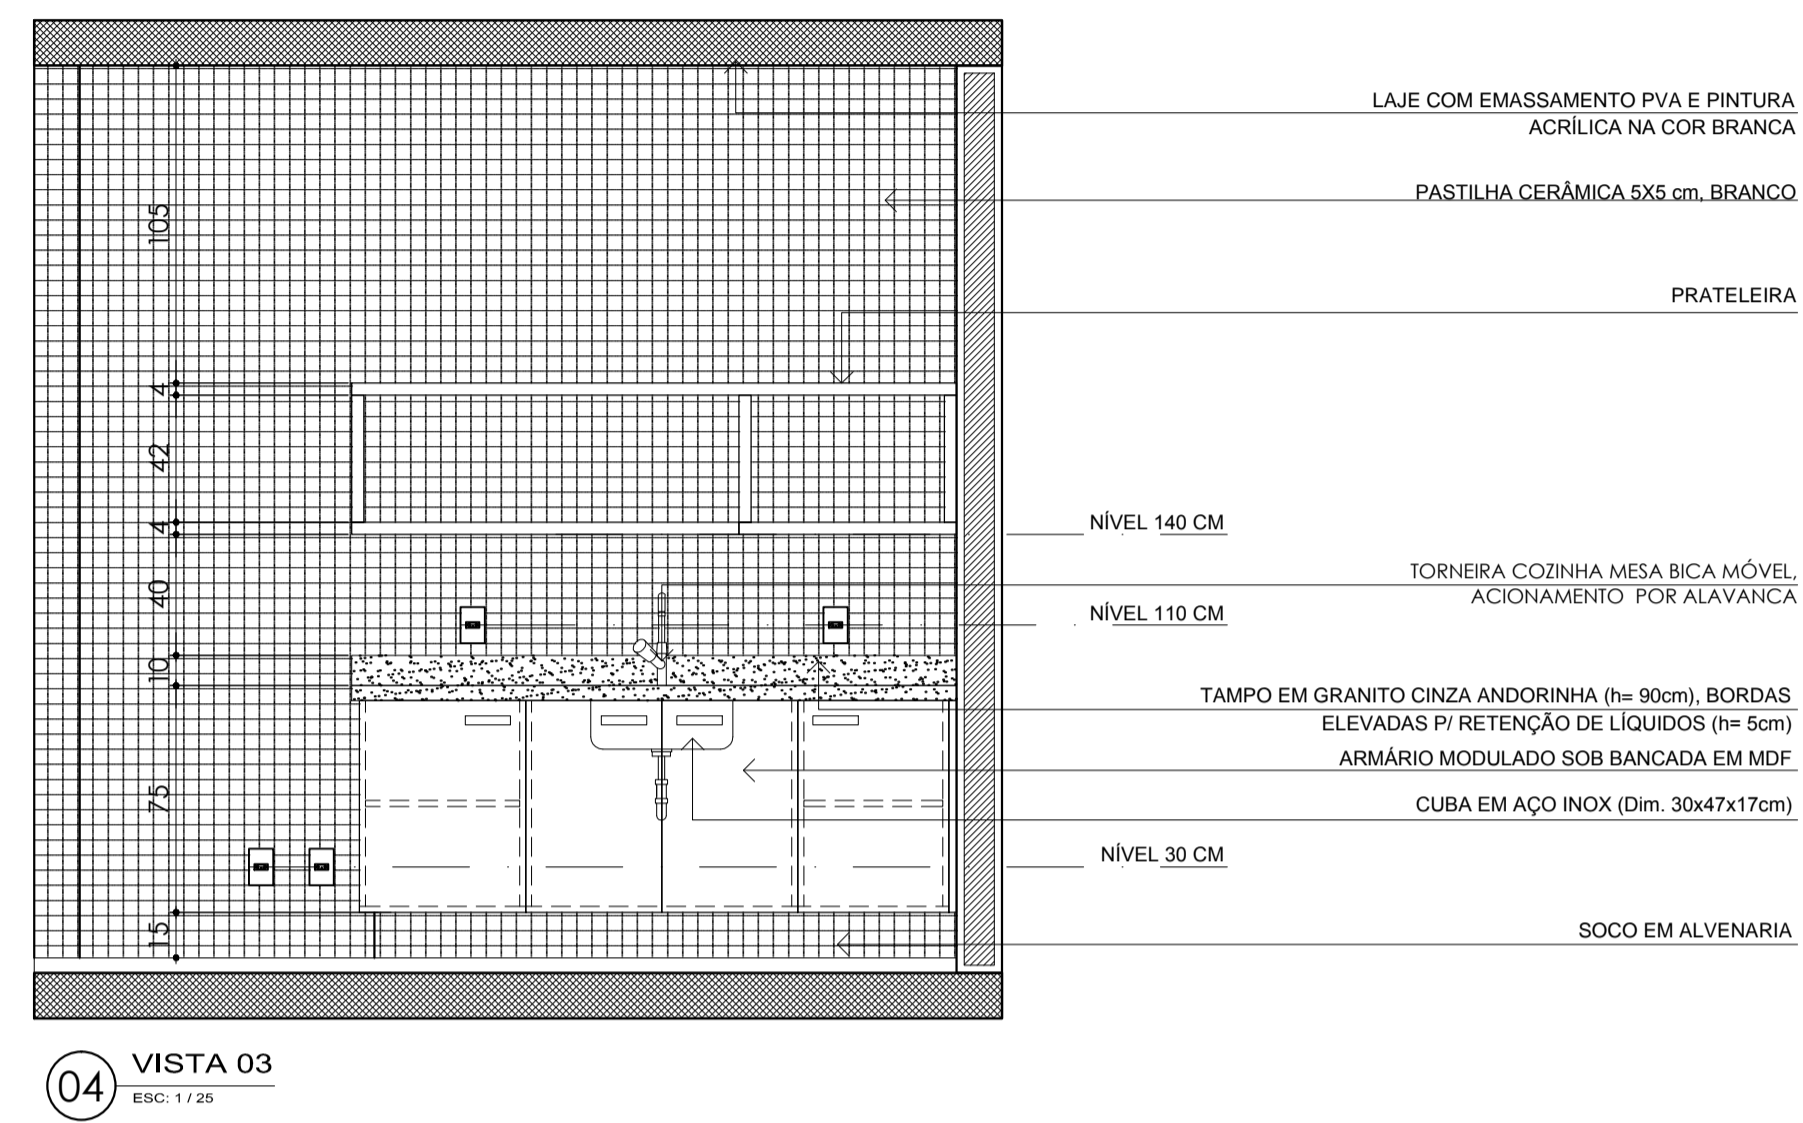 LAJE COM EMASSAMENTO PVA E PINTURA
ACRÍLICA NA COR BRANCA
PASTILHA CERÂMICA 5X5 cm, BRANCO
105
PRATELEIRA
4
42
4
NÍVEL 140 CM
TORNEIRA COZINHA MESA BICA MÓVEL,
ACIONAMENTO POR ALAVANCA
40
NÍVEL 110 CM
10
TAMPO EM GRANITO CINZA ANDORINHA (h= 90cm), BORDAS
ELEVADAS P/ RETENÇÃO DE LÍQUIDOS (h= 5cm)
ARMÁRIO MODULADO SOB BANCADA EM MDF
75
CUBA EM AÇO INOX (Dim. 30x47x17cm)
NÍVEL 30 CM
15
SOCO EM ALVENARIA
04
VISTA 03
ESC: 1 / 25